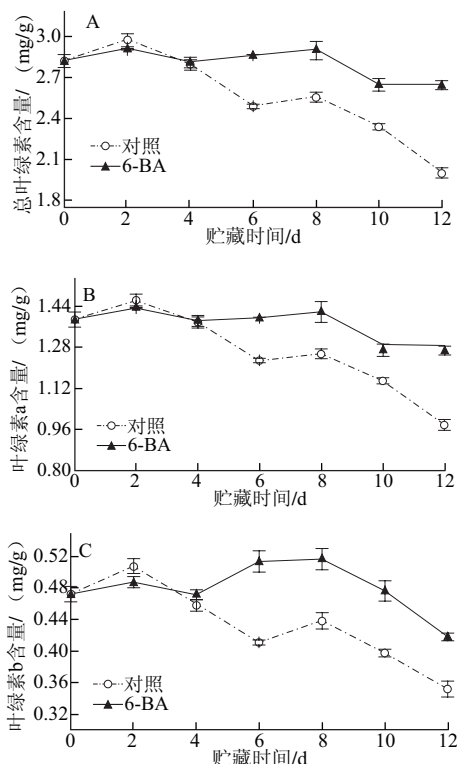 A
总叶绿素含量/（mg/g）
3.0
2.7
2.4
2.1
1.8
对照
6-BA
0 2 4 6 8 10 12
贮藏时间/d
B
叶绿素a含量/（mg/g）
1.44
1.28
1.12
0.96
0.80
对照
6-BA
0 2 4 6 8 10 12
贮藏时间/d
C
叶绿素b含量/（mg/g）
0.52
0.48
0.44
0.40
0.36
0.32
对照
6-BA
0 2 4 6 8 10 12
贮藏时间/d